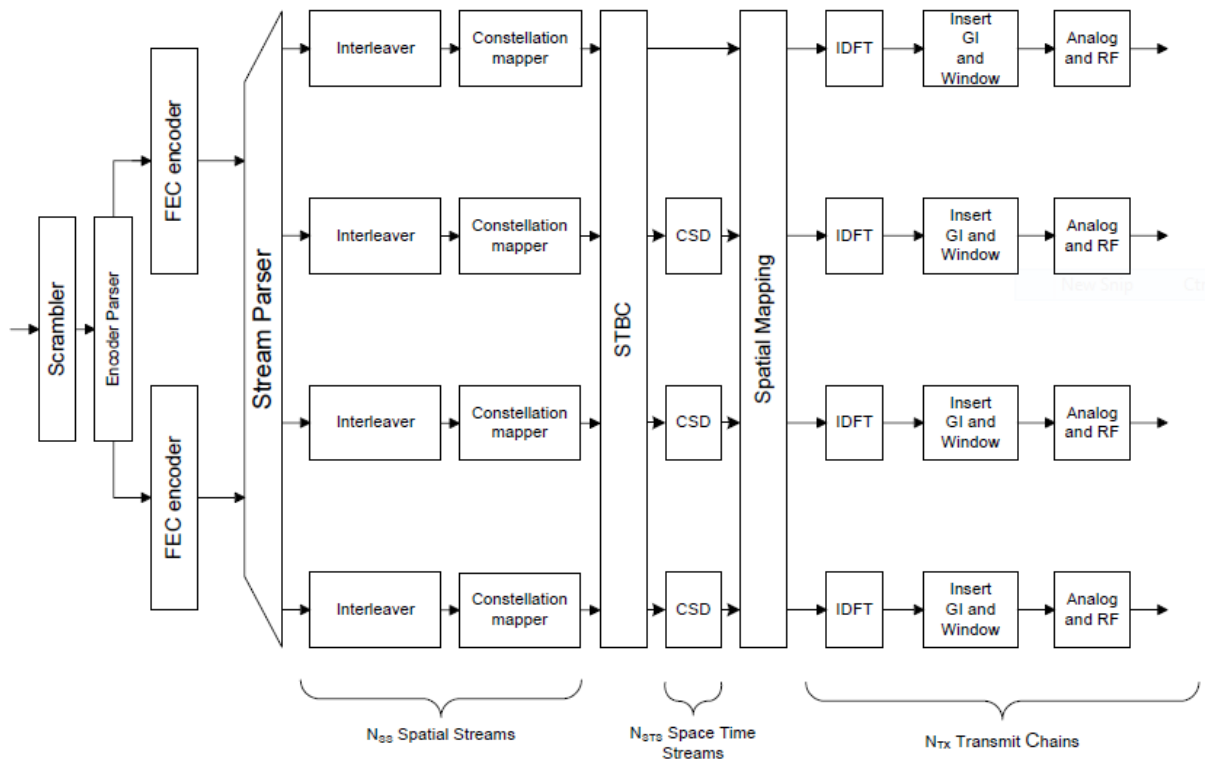 Scrambler
Encoder Parser
FEC encoder
FEC encoder
Stream Parser
Interleaver
Constellation
mapper
Interleaver
Constellation
mapper
Interleaver
Constellation
mapper
Interleaver
Constellation
mapper
STBC
CSD
CSD
CSD
Spatial Mapping
IDFT
Insert
GI
and
Window
Analog
and RF
IDFT
Insert
GI and
Window
Analog
and RF
IDFT
Insert
GI and
Window
Analog
and RF
IDFT
Insert
GI and
Window
Analog
and RF
New Snip
NSS Spatial Streams
NSTS Space Time
Streams
NTX Transmit Chains